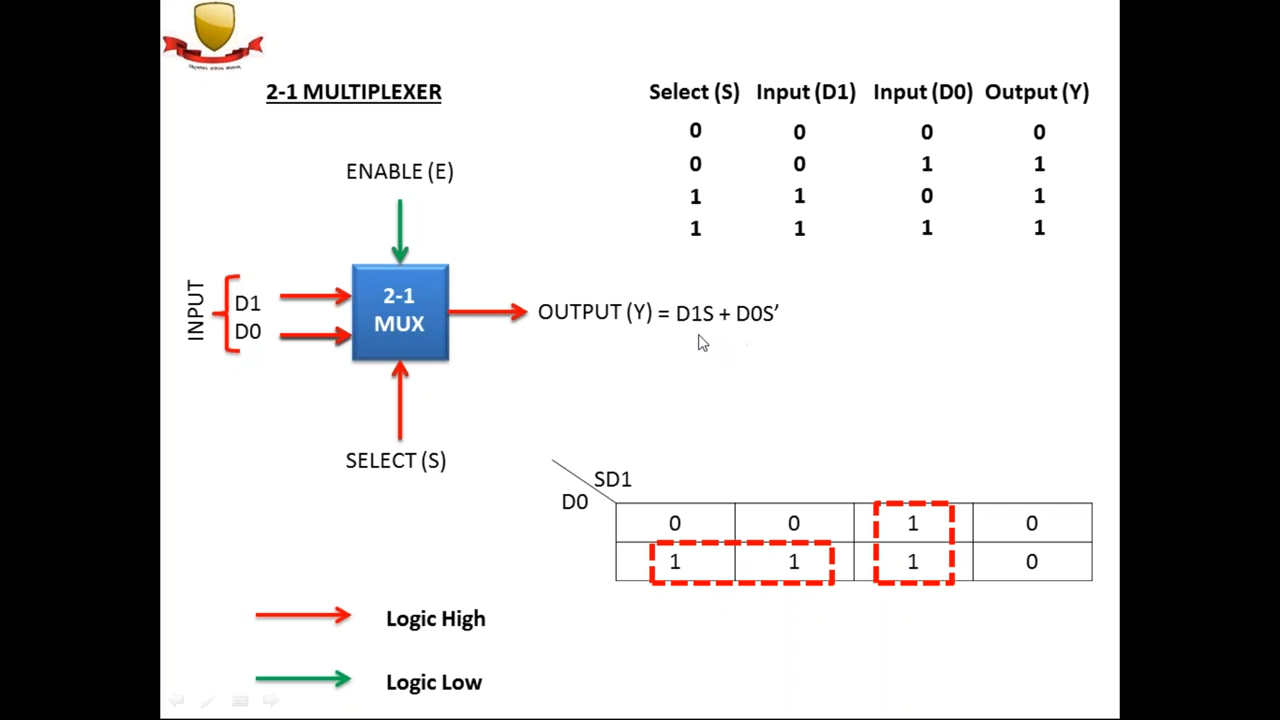 2-1 MULTIPLEXER
Select (S) Input (D1) Input (D0) Output (Y)
0 0 0 0
0 0 1 1
1 1 0 1
1 1 1 1
ENABLE (E)
INPUT
D1
D0
2-1
MUX
OUTPUT (Y) = D1S + D0S’
SELECT (S)
SD1
D0
0 0 1 0
1 1 1 0
Logic High
Logic Low